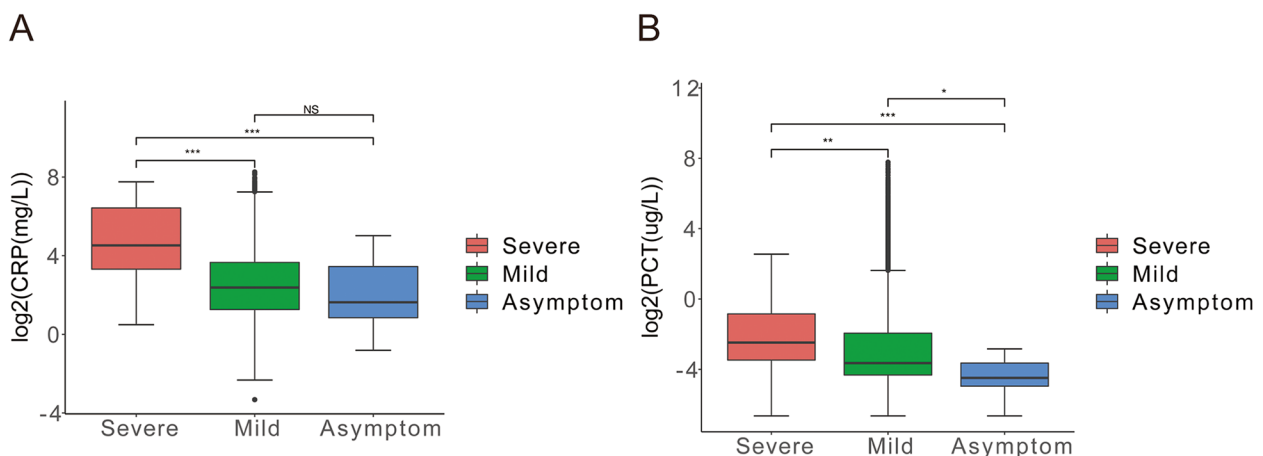 A
log2(CRP(mg/L))
8
4
0
-4
***
***
NS
Severe
Mild
Asymptom
Severe
Mild
Asymptom
B
log2(PCT(ug/L))
12
8
4
0
-4
*
***
**
Severe
Mild
Asymptom
Severe
Mild
Asymptom